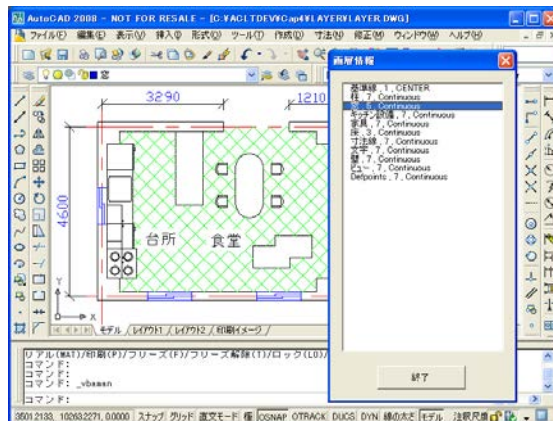 AutoCAD 2008 - NOT FOR RESALE - [C:¥ACLTDEV¥Cap4¥LAYER¥LAYER.DWG]
ファイル(F) 編集(E) 表示(V) 挿入(I) 形式(O) ツール(T) 作成(D) 寸法(N) 修正(M) ウィンドウ(W) ヘルプ(H)
窓
画層情報
基準線 , 1 , CENTER
柱 , 7 , Continuous
窓 , 5 , Continuous
キッチン設備 , 7 , Continuous
家具 , 7 , Continuous
床 , 3 , Continuous
寸法線 , 7 , Continuous
文字 , 7 , Continuous
壁 , 7 , Continuous
ビュー , 7 , Continuous
Defpoints , 7 , Continuous
終了
3290
1210
4600
台所
食堂
Y
X
モデル / レイアウト1 / レイアウト2 / 印刷イメージ /
リアル(MAT)/印刷(P)/フリーズ(F)/フリーズ解除(T)/ロック(LO)/
コマンド:
コマンド:
コマンド: _vbaman
コマンド:
35012.2133, 10263.2271, 0.0000 スナップ グリッド 直交モード 極 OSNAP OTRACK DUCS DYN 線の太さ モデル 注釈尺度